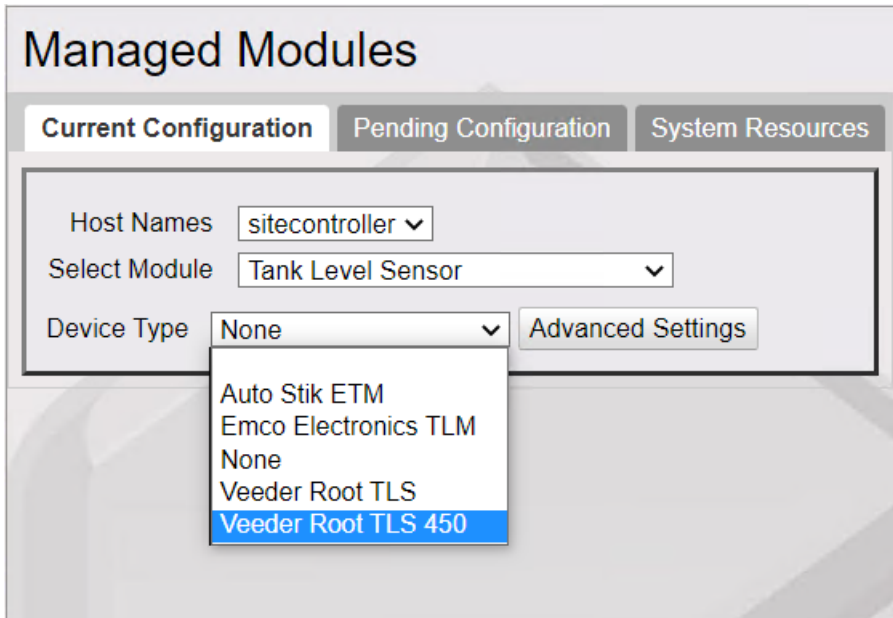 Managed Modules
Current Configuration Pending Configuration System Resources
Host Names sitecontroller
Select Module Tank Level Sensor
Device Type None Advanced Settings
Auto Stik ETM
Emco Electronics TLM
None
Veeder Root TLS
Veeder Root TLS 450